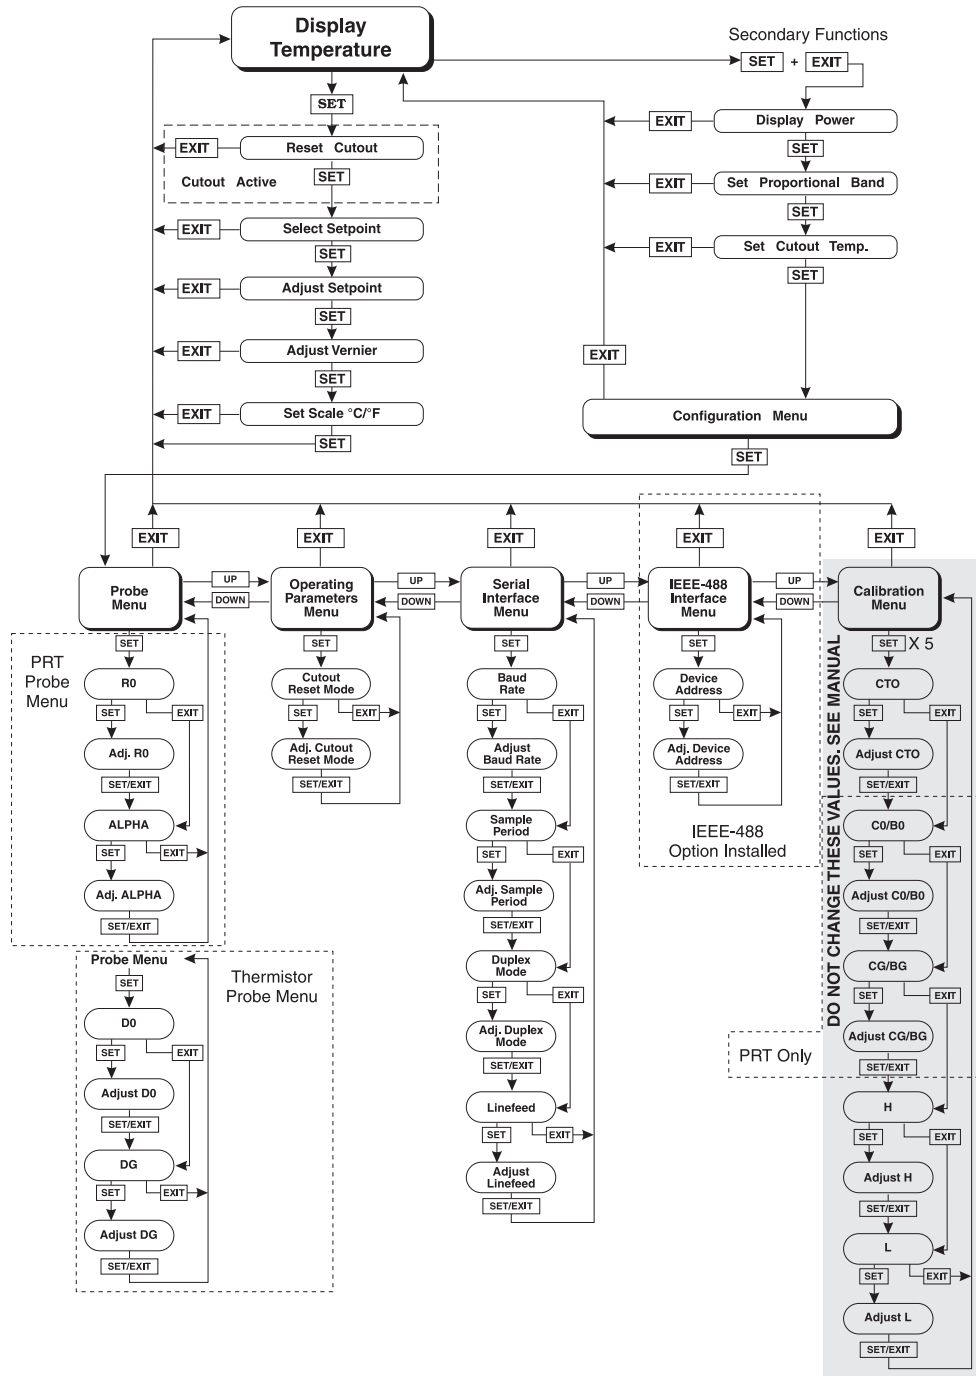 Display
Temperature
Secondary Functions
SET + EXIT
SET
EXIT Reset Cutout
Cutout Active SET
EXIT Select Setpoint
SET
EXIT Adjust Setpoint
SET
EXIT Adjust Vernier
SET
EXIT Set Scale °C/°F
SET
EXIT Display Power
SET
EXIT Set Proportional Band
SET
EXIT Set Cutout Temp.
SET
EXIT
Configuration Menu
SET
EXIT EXIT EXIT EXIT EXIT
Probe
Menu
UP
DOWN
Operating
Parameters
Menu
UP
DOWN
Serial
Interface
Menu
UP
DOWN
IEEE-488
Interface
Menu
UP
DOWN
Calibration
Menu
PRT
Probe
Menu
SET
R0
SET EXIT
Adj. R0
SET/EXIT
ALPHA
SET EXIT
Adj. ALPHA
SET/EXIT
Probe Menu
Thermistor
Probe Menu
SET
D0
SET EXIT
Adjust D0
SET/EXIT
DG
SET EXIT
Adjust DG
SET/EXIT
SET
Cutout
Reset Mode
SET EXIT
Adj. Cutout
Reset Mode
SET/EXIT
SET
Baud
Rate
SET EXIT
Adjust
Baud Rate
SET/EXIT
Sample
Period
SET EXIT
Adj. Sample
Period
SET/EXIT
Duplex
Mode
SET EXIT
Adj. Duplex
Mode
SET/EXIT
Linefeed
SET EXIT
Adjust
Linefeed
SET/EXIT
SET
Device
Address
SET EXIT
Adj. Device
Address
SET/EXIT
IEEE-488
Option Installed
DO NOT CHANGE THESE VALUES. SEE MANUAL
SET X 5
CTO
SET EXIT
Adjust CTO
SET/EXIT
C0/B0
SET EXIT
Adjust C0/B0
SET/EXIT
CG/BG
SET EXIT
Adjust CG/BG
PRT Only
SET/EXIT
H
SET EXIT
Adjust H
SET/EXIT
L
SET EXIT
Adjust L
SET/EXIT